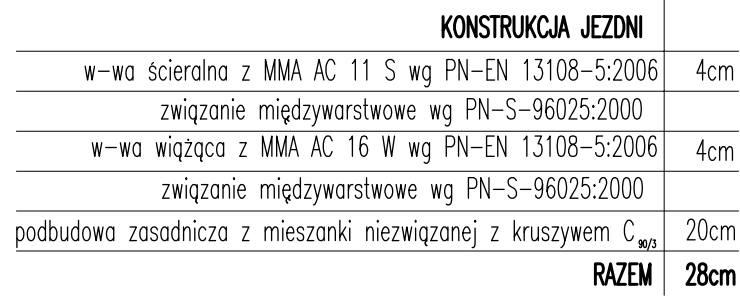 KONSTRUKCJA JEZDNI
w-wa ścieralna z MMA AC 11 S wg PN-EN 13108-5:2006 4cm
związanie międzywarstwowe wg PN-S-96025:2000
w-wa wiążąca z MMA AC 16 W wg PN-EN 13108-5:2006 4cm
związanie międzywarstwowe wg PN-S-96025:2000
podbudowa zasadnicza z mieszanki niezwiązanej z kruszywem C90/3 20cm
RAZEM 28cm